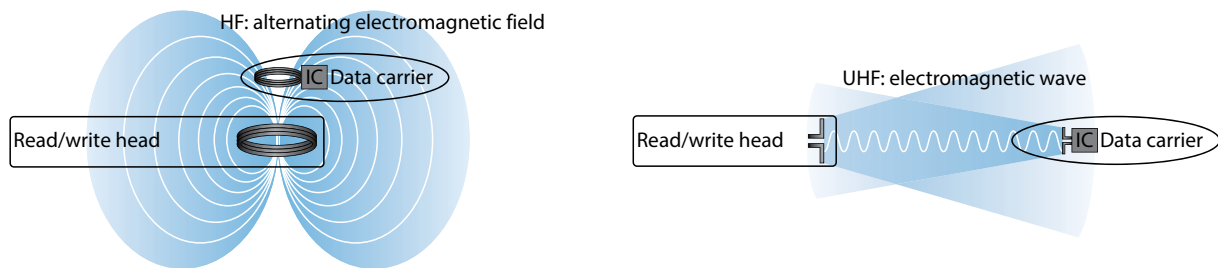 HF: alternating electromagnetic field
IC Data carrier
Read/write head
UHF: electromagnetic wave
Read/write head
IC Data carrier